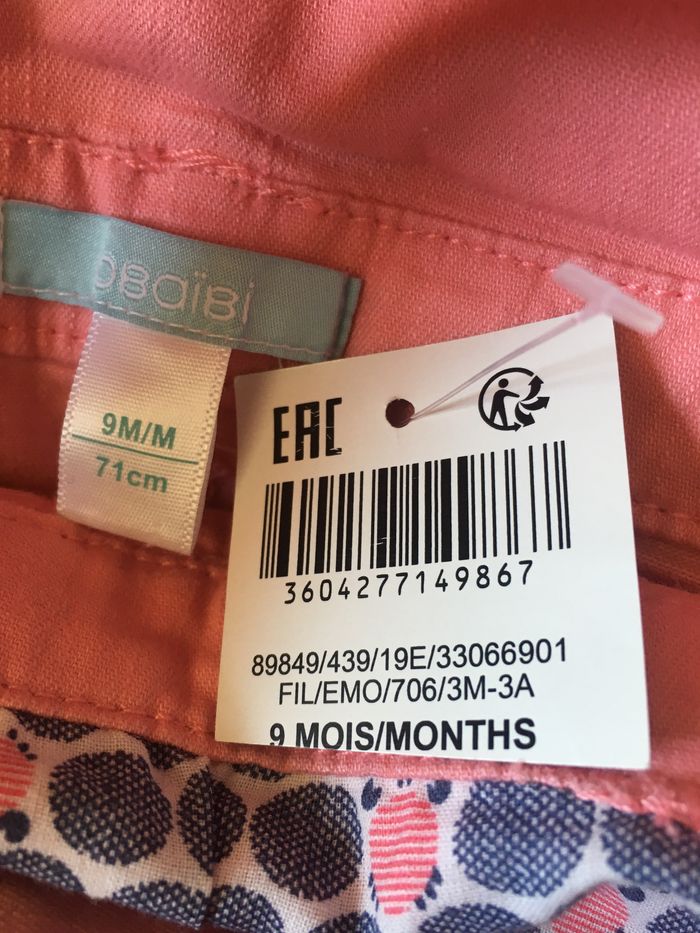 obaïbi
9M/M
71cm
EAC
3604277149867
89849/439/19E/33066901
FIL/EMO/706/3M-3A
9 MOIS/MONTHS